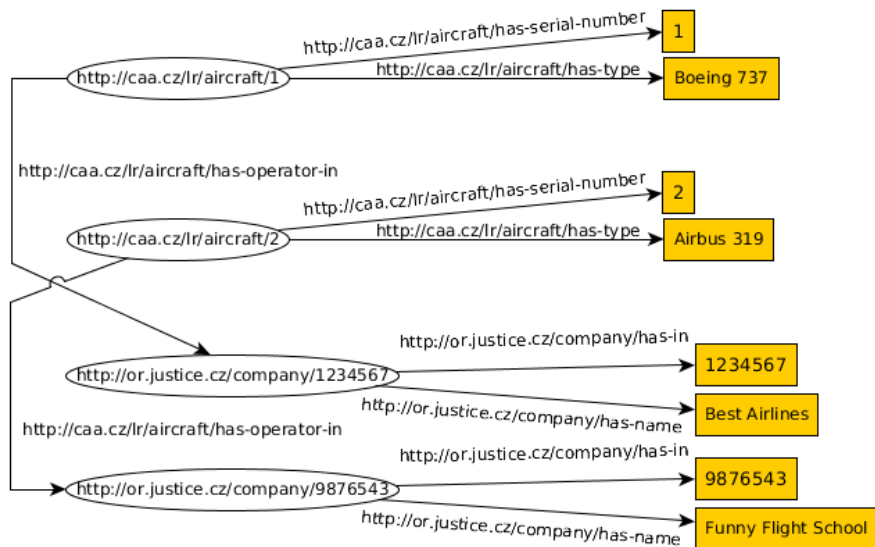 http://caa.cz/lr/aircraft/has-serial-number
1
http://caa.cz/lr/aircraft/1
http://caa.cz/lr/aircraft/has-type
Boeing 737
http://caa.cz/lr/aircraft/has-operator-in
http://caa.cz/lr/aircraft/has-serial-number
2
http://caa.cz/lr/aircraft/2
http://caa.cz/lr/aircraft/has-type
Airbus 319
http://or.justice.cz/company/has-in
1234567
http://or.justice.cz/company/1234567
http://or.justice.cz/company/has-name
Best Airlines
http://caa.cz/lr/aircraft/has-operator-in
http://or.justice.cz/company/has-in
9876543
http://or.justice.cz/company/9876543
http://or.justice.cz/company/has-name
Funny Flight School